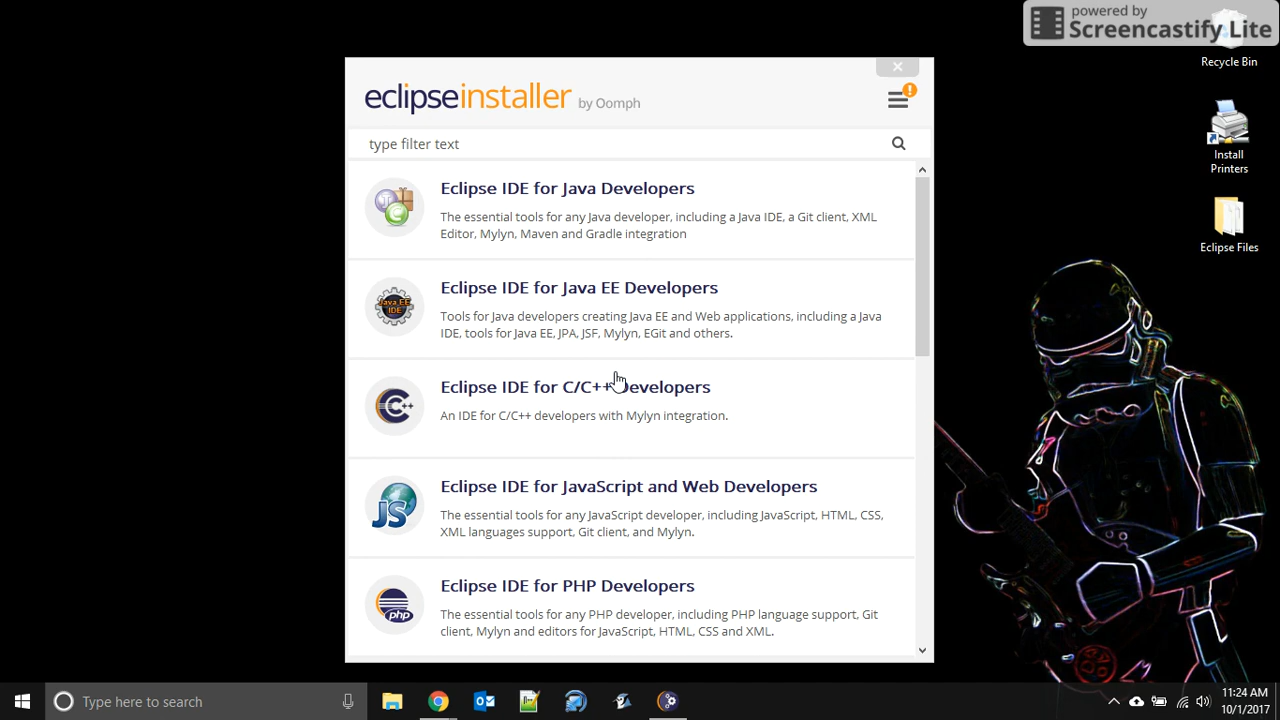 powered by
Screencastify Lite
Recycle Bin
Install
Printers
Eclipse Files
eclipseinstaller by Oomph
type filter text
Eclipse IDE for Java Developers
The essential tools for any Java developer, including a Java IDE, a Git client, XML
Editor, Mylyn, Maven and Gradle integration
Java EE
IDE
Eclipse IDE for Java EE Developers
Tools for Java developers creating Java EE and Web applications, including a Java
IDE, tools for Java EE, JPA, JSF, Mylyn, EGit and others.
C++
Eclipse IDE for C/C++ Developers
An IDE for C/C++ developers with Mylyn integration.
JS
Eclipse IDE for JavaScript and Web Developers
The essential tools for any JavaScript developer, including JavaScript, HTML, CSS,
XML languages support, Git client, and Mylyn.
php
Eclipse IDE for PHP Developers
The essential tools for any PHP developer, including PHP language support, Git
client, Mylyn and editors for JavaScript, HTML, CSS and XML.
Type here to search
11:24 AM
10/1/2017